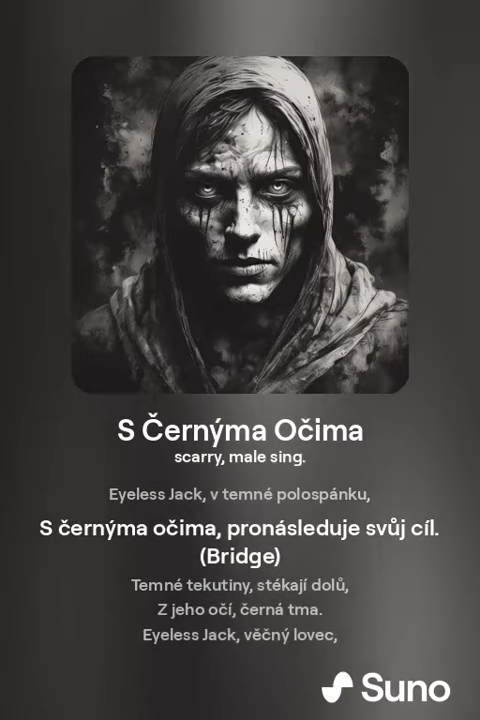 S Černýma Očima
scarry, male sing.
Eyeless Jack, v temné polospánku,
S černýma očima, pronásleduje svůj cíl.
(Bridge)
Temné tekutiny, stékají dolů,
Z jeho očí, černá tma.
Eyeless Jack, věčný lovec,
Suno